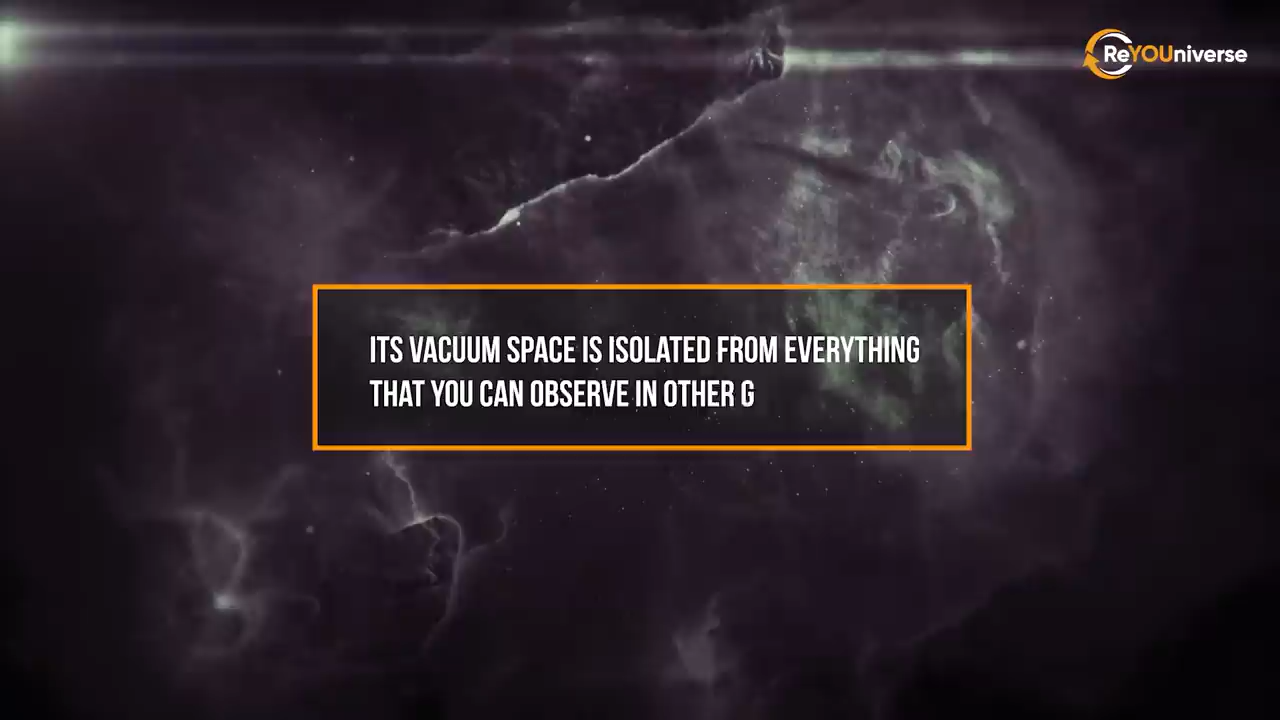 ReYOUniverse
ITS VACUUM SPACE IS ISOLATED FROM EVERYTHING
THAT YOU CAN OBSERVE IN OTHER G